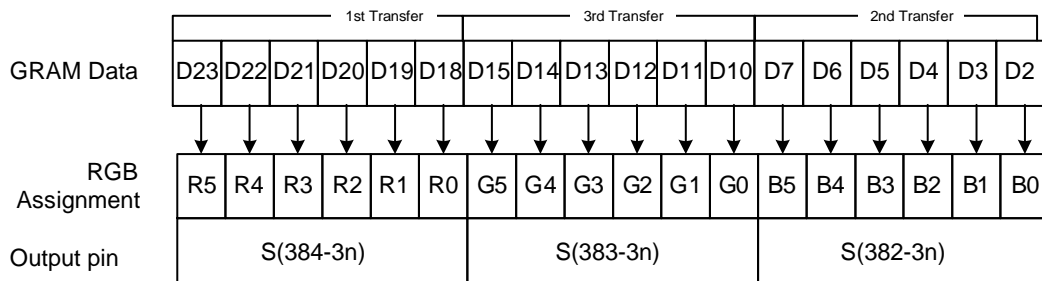 1st Transfer 3rd Transfer 2nd Transfer
GRAM Data D23 D22 D21 D20 D19 D18 D15 D14 D13 D12 D11 D10 D7 D6 D5 D4 D3 D2
RGB Assignment R5 R4 R3 R2 R1 R0 G5 G4 G3 G2 G1 G0 B5 B4 B3 B2 B1 B0
Output pin S(384-3n) S(383-3n) S(382-3n)